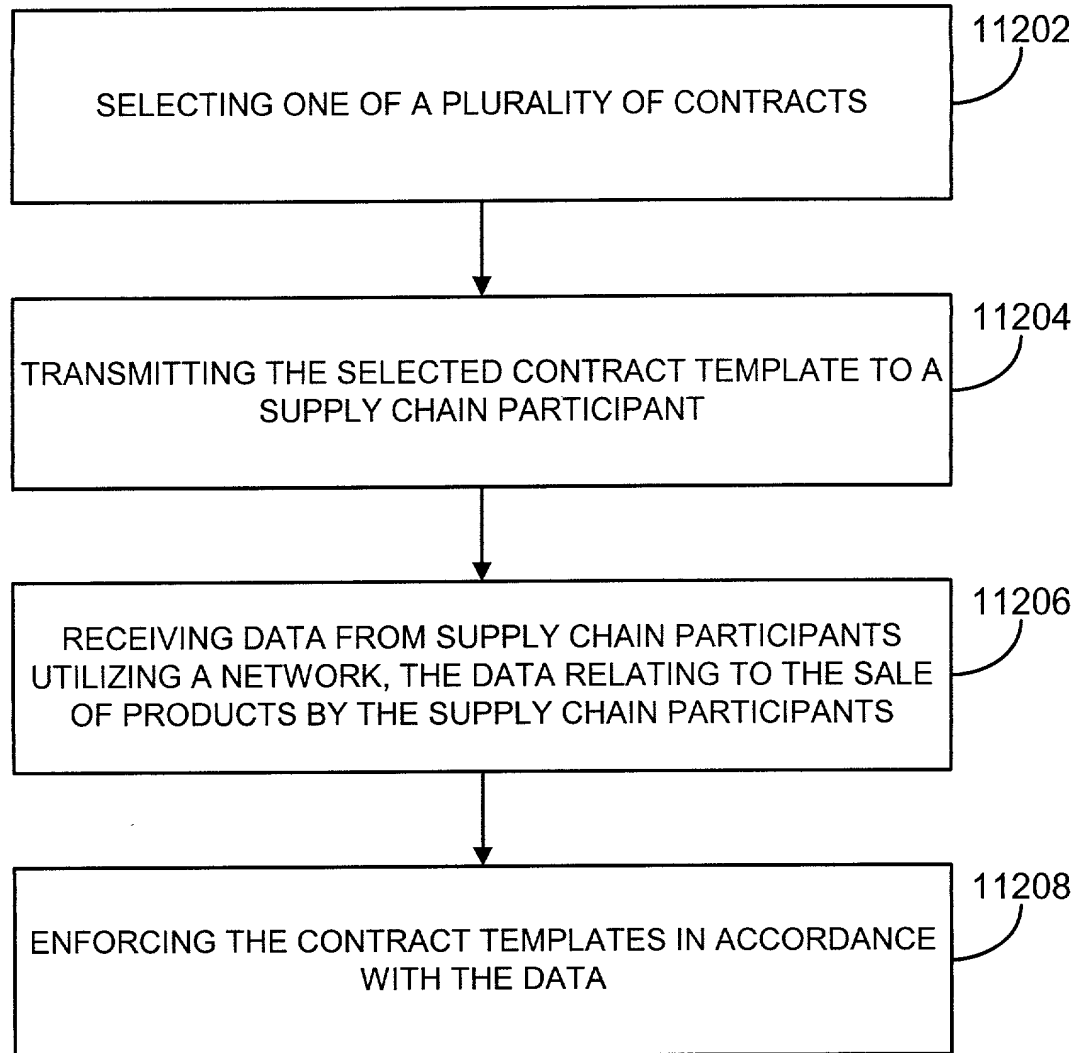 11202
SELECTING ONE OF A PLURALITY OF CONTRACTS
11204
TRANSMITTING THE SELECTED CONTRACT TEMPLATE TO A
SUPPLY CHAIN PARTICIPANT
11206
RECEIVING DATA FROM SUPPLY CHAIN PARTICIPANTS
UTILIZING A NETWORK, THE DATA RELATING TO THE SALE
OF PRODUCTS BY THE SUPPLY CHAIN PARTICIPANTS
11208
ENFORCING THE CONTRACT TEMPLATES IN ACCORDANCE
WITH THE DATA